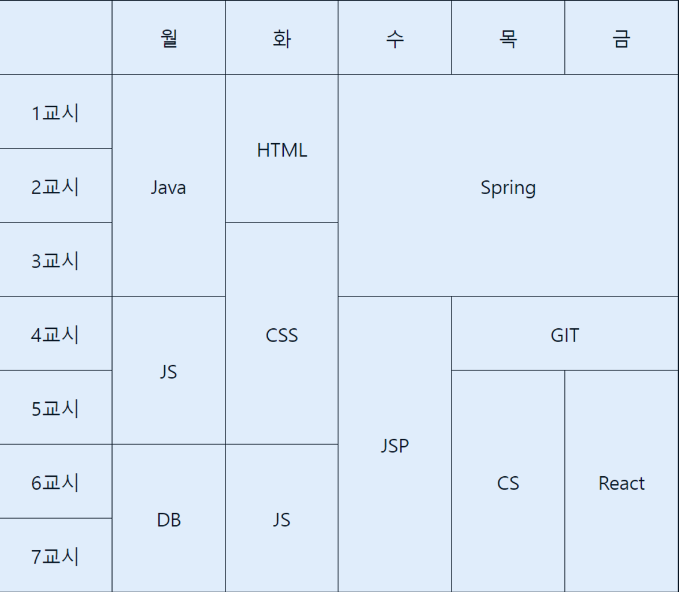 월 화 수 목 금
1교시
HTML
2교시 Java Spring
3교시
4교시 CSS GIT
JS
5교시
JSP
6교시 CS React
DB JS
7교시